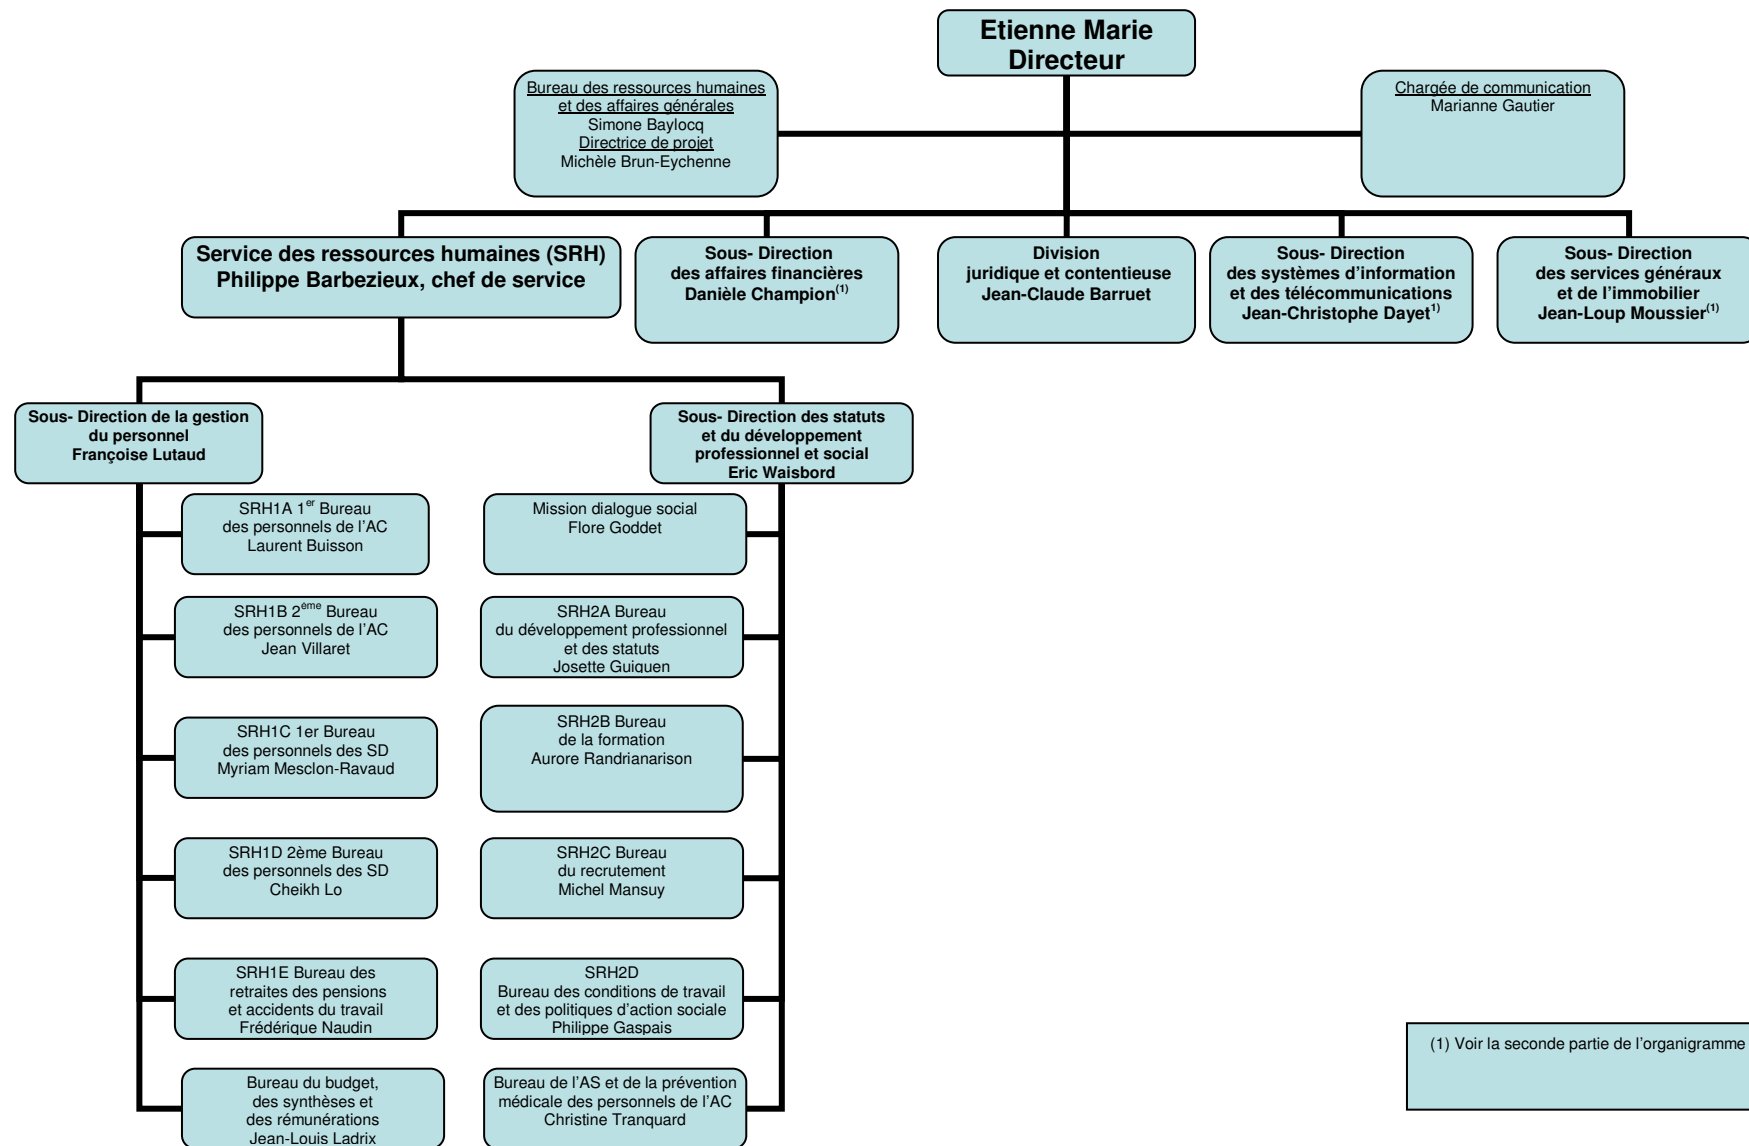 Etienne Marie
Directeur
Bureau des ressources humaines
et des affaires générales
Simone Baylocq
Directrice de projet
Michèle Brun-Eychenne
Chargée de communication
Marianne Gautier
Service des ressources humaines (SRH)
Philippe Barbezieux, chef de service
Sous- Direction
des affaires financières
Danièle Champion(1)
Division
juridique et contentieuse
Jean-Claude Barruet
Sous- Direction
des systèmes d'information
et des télécommunications
Jean-Christophe Dayet1)
Sous- Direction
des services généraux
et de l'immobilier
Jean-Loup Moussier(1)
Sous- Direction de la gestion
du personnel
Françoise Lutaud
Sous- Direction des statuts
et du développement
professionnel et social
Eric Waisbord
SRH1A 1er Bureau
des personnels de l'AC
Laurent Buisson
Mission dialogue social
Flore Goddet
SRH1B 2ème Bureau
des personnels de l'AC
Jean Villaret
SRH2A Bureau
du développement professionnel
et des statuts
Josette Guiguen
SRH1C 1er Bureau
des personnels des SD
Myriam Mesclon-Ravaud
SRH2B Bureau
de la formation
Aurore Randrianarison
SRH1D 2ème Bureau
des personnels des SD
Cheikh Lo
SRH2C Bureau
du recrutement
Michel Mansuy
SRH1E Bureau des
retraites des pensions
et accidents du travail
Frédérique Naudin
SRH2D
Bureau des conditions de travail
et des politiques d'action sociale
Philippe Gaspais
Bureau du budget,
des synthèses et
des rémunérations
Jean-Louis Ladrix
Bureau de l'AS et de la prévention
médicale des personnels de l'AC
Christine Tranquard
(1) Voir la seconde partie de l'organigramme